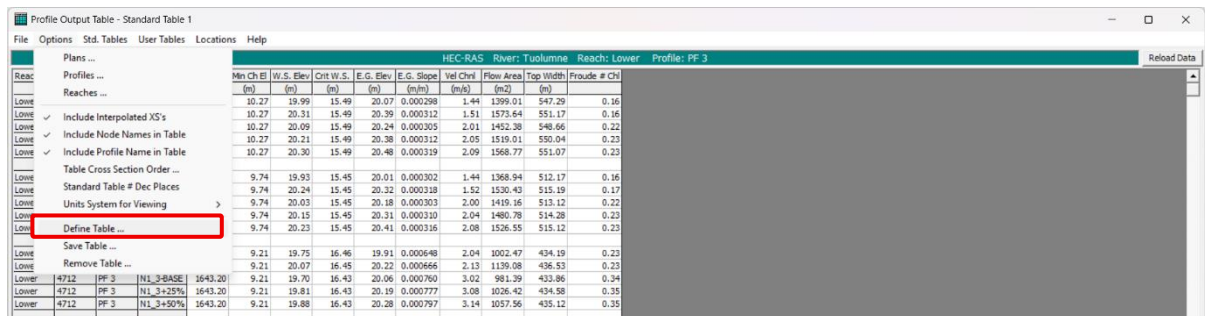 Profile Output Table - Standard Table 1
File Options Std. Tables User Tables Locations Help
HEC-RAS River: Tuolumne Reach: Lower Profile: PF 3
Reload Data
Plans ...
Profiles ...
Reaches ...
Include Interpolated XS's
Include Node Names in Table
Include Profile Name in Table
Table Cross Section Order ...
Standard Table # Dec Places
Units System for Viewing >
Define Table ...
Save Table ...
Remove Table ...
Reac Min Ch El W.S. Elev Crit W.S. E.G. Elev E.G. Slope Vel Chnl Flow Area Top Width Froude # Chl
(m) (m) (m) (m) (m/m) (m/s) (m2) (m)
Lowe 10.27 19.99 15.49 20.07 0.000298 1.44 1399.01 547.29 0.16
Lowe 10.27 20.31 15.49 20.39 0.000312 1.51 1573.64 551.17 0.16
Lowe 10.27 20.09 15.49 20.24 0.000305 2.01 1452.38 548.66 0.22
Lowe 10.27 20.21 15.49 20.38 0.000312 2.05 1519.01 550.04 0.23
Lowe 10.27 20.30 15.49 20.48 0.000319 2.09 1568.77 551.07 0.23
Lowe 9.74 19.93 15.45 20.01 0.000302 1.44 1368.94 512.17 0.16
Lowe 9.74 20.24 15.45 20.32 0.000318 1.52 1530.43 515.19 0.17
Lowe 9.74 20.03 15.45 20.18 0.000303 2.00 1419.16 513.12 0.22
Lowe 9.74 20.15 15.45 20.31 0.000310 2.04 1480.78 514.28 0.23
Lowe 9.74 20.23 15.45 20.41 0.000316 2.08 1526.55 515.12 0.23
Lowe 9.21 19.75 16.46 19.91 0.000648 2.04 1002.47 434.19 0.23
Lowe 9.21 20.07 16.45 20.22 0.000666 2.13 1139.08 436.53 0.23
Lower 4712 PF 3 N1_3-BASE 1643.20 9.21 19.70 16.43 20.06 0.000760 3.02 981.39 433.86 0.34
Lower 4712 PF 3 N1_3+25% 1643.20 9.21 19.81 16.43 20.19 0.000777 3.08 1026.42 434.58 0.35
Lower 4712 PF 3 N1_3+50% 1643.20 9.21 19.88 16.43 20.28 0.000797 3.14 1057.56 435.12 0.35